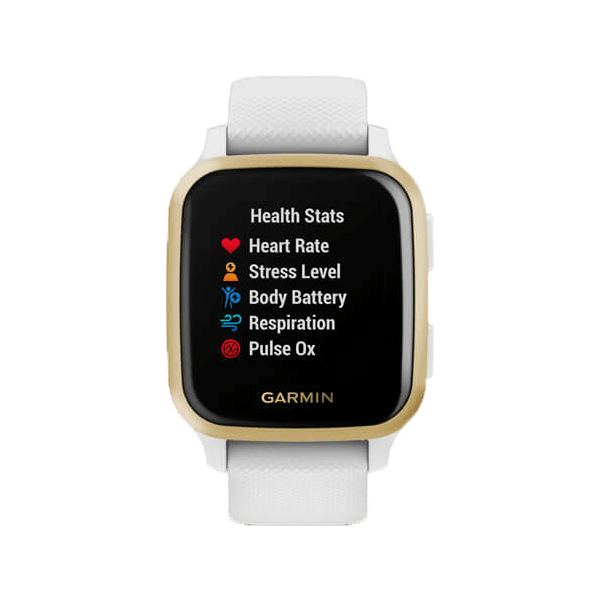 Health Stats
Heart Rate
Stress Level
Body Battery
Respiration
Pulse Ox
GARMIN